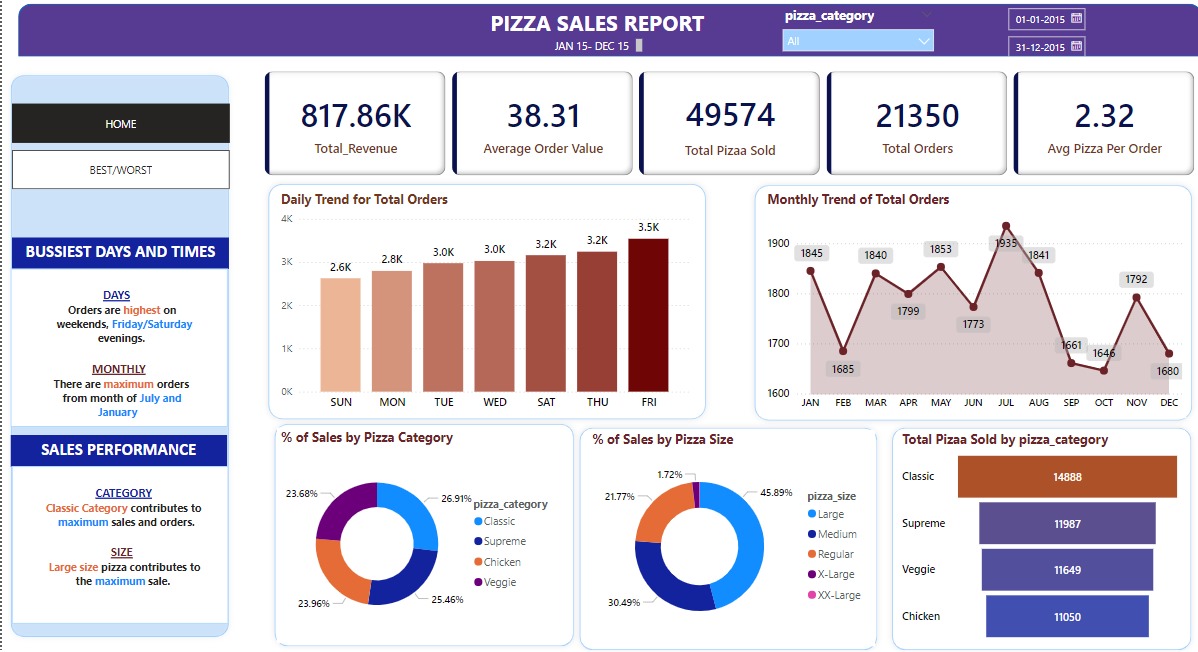 PIZZA SALES REPORT
JAN 15- DEC 15
pizza_category
All
01-01-2015
31-12-2015
HOME
BEST/WORST
BUSSIEST DAYS AND TIMES
DAYS
Orders are highest on
weekends, Friday/Saturday
evenings.
MONTHLY
There are maximum orders
from month of July and
January
SALES PERFORMANCE
CATEGORY
Classic Category contributes to
maximum sales and orders.
SIZE
Large size pizza contributes to
the maximum sale.
817.86K
Total_Revenue
38.31
Average Order Value
49574
Total Pizaa Sold
21350
Total Orders
2.32
Avg Pizza Per Order
Daily Trend for Total Orders
4K
3K
2K
1K
0K
2.6K
2.8K
3.0K
3.0K
3.2K
3.2K
3.5K
SUN MON TUE WED SAT THU FRI
Monthly Trend of Total Orders
1900
1800
1700
1600
1845
1685
1840
1799
1853
1773
1935
1841
1661
1646
1792
1680
JAN FEB MAR APR MAY JUN JUL AUG SEP OCT NOV DEC
% of Sales by Pizza Category
23.68%
26.91%
23.96%
25.46%
pizza_category
Classic
Supreme
Chicken
Veggie
% of Sales by Pizza Size
1.72%
21.77%
45.89%
30.49%
pizza_size
Large
Medium
Regular
X-Large
XX-Large
Total Pizaa Sold by pizza_category
Classic 14888
Supreme 11987
Veggie 11649
Chicken 11050